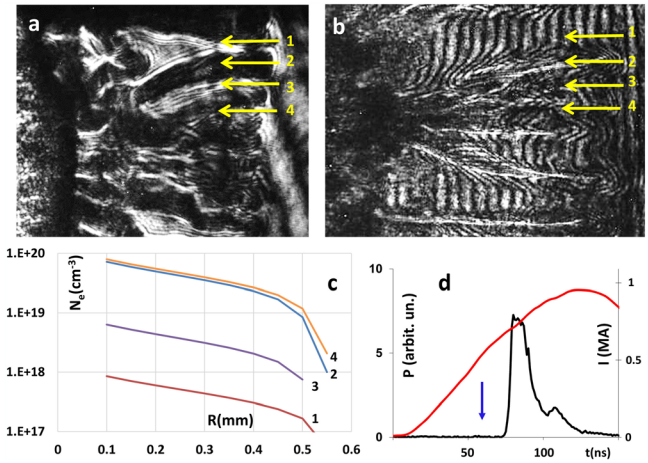 a
1
2
3
4
b
1
2
3
4
1.E+20
1.E+19
1.E+18
1.E+17
Ne(cm-3)
c
4
2
3
1
R(mm)
0 0.1 0.2 0.3 0.4 0.5 0.6
10
5
0
P (arbit. un.)
d
1
0.5
0
I (MA)
50 100 t(ns)